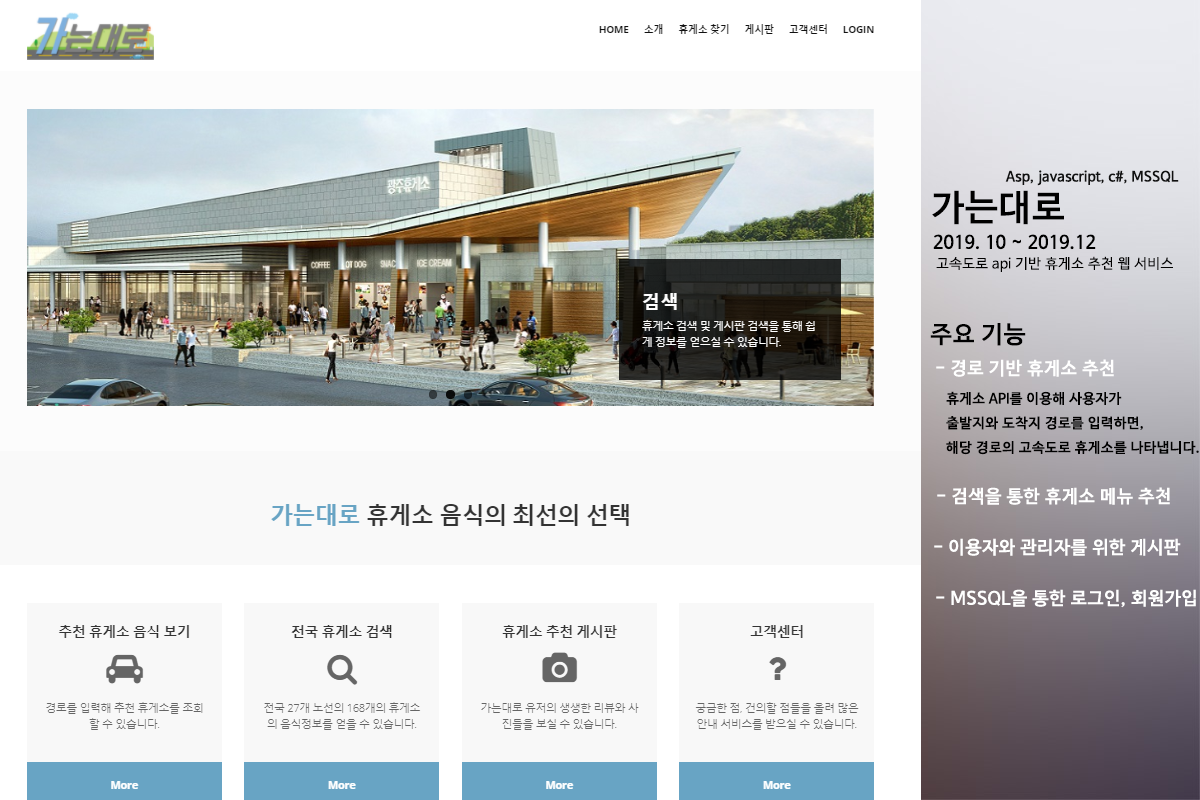 가는대로
HOME 소개 휴게소 찾기 게시판 고객센터 LOGIN
광주휴게소
COFFEE HOT DOG SNACK ICE CREAM
검색
휴게소 검색 및 게시판 검색을 통해 쉽
게 정보를 얻으실 수 있습니다.
가는대로 휴게소 음식의 최선의 선택
추천 휴게소 음식 보기
경로를 입력해 추천 휴게소를 조회
할 수 있습니다.
More
전국 휴게소 검색
전국 27개 노선의 168개의 휴게소
의 음식정보를 얻을 수 있습니다.
More
휴게소 추천 게시판
가는대로 유저의 생생한 리뷰와 사
진들을 보실 수 있습니다.
More
고객센터
?
궁금한 점, 건의할 점들을 올려 많은
안내 서비스를 받으실 수 있습니다.
More
Asp, javascript, c#, MSSQL
가는대로
2019. 10 ~ 2019.12
고속도로 api 기반 휴게소 추천 웹 서비스
주요 기능
- 경로 기반 휴게소 추천
휴게소 API를 이용해 사용자가
출발지와 도착지 경로를 입력하면,
해당 경로의 고속도로 휴게소를 나타냅니다.
- 검색을 통한 휴게소 메뉴 추천
- 이용자와 관리자를 위한 게시판
- MSSQL을 통한 로그인, 회원가입